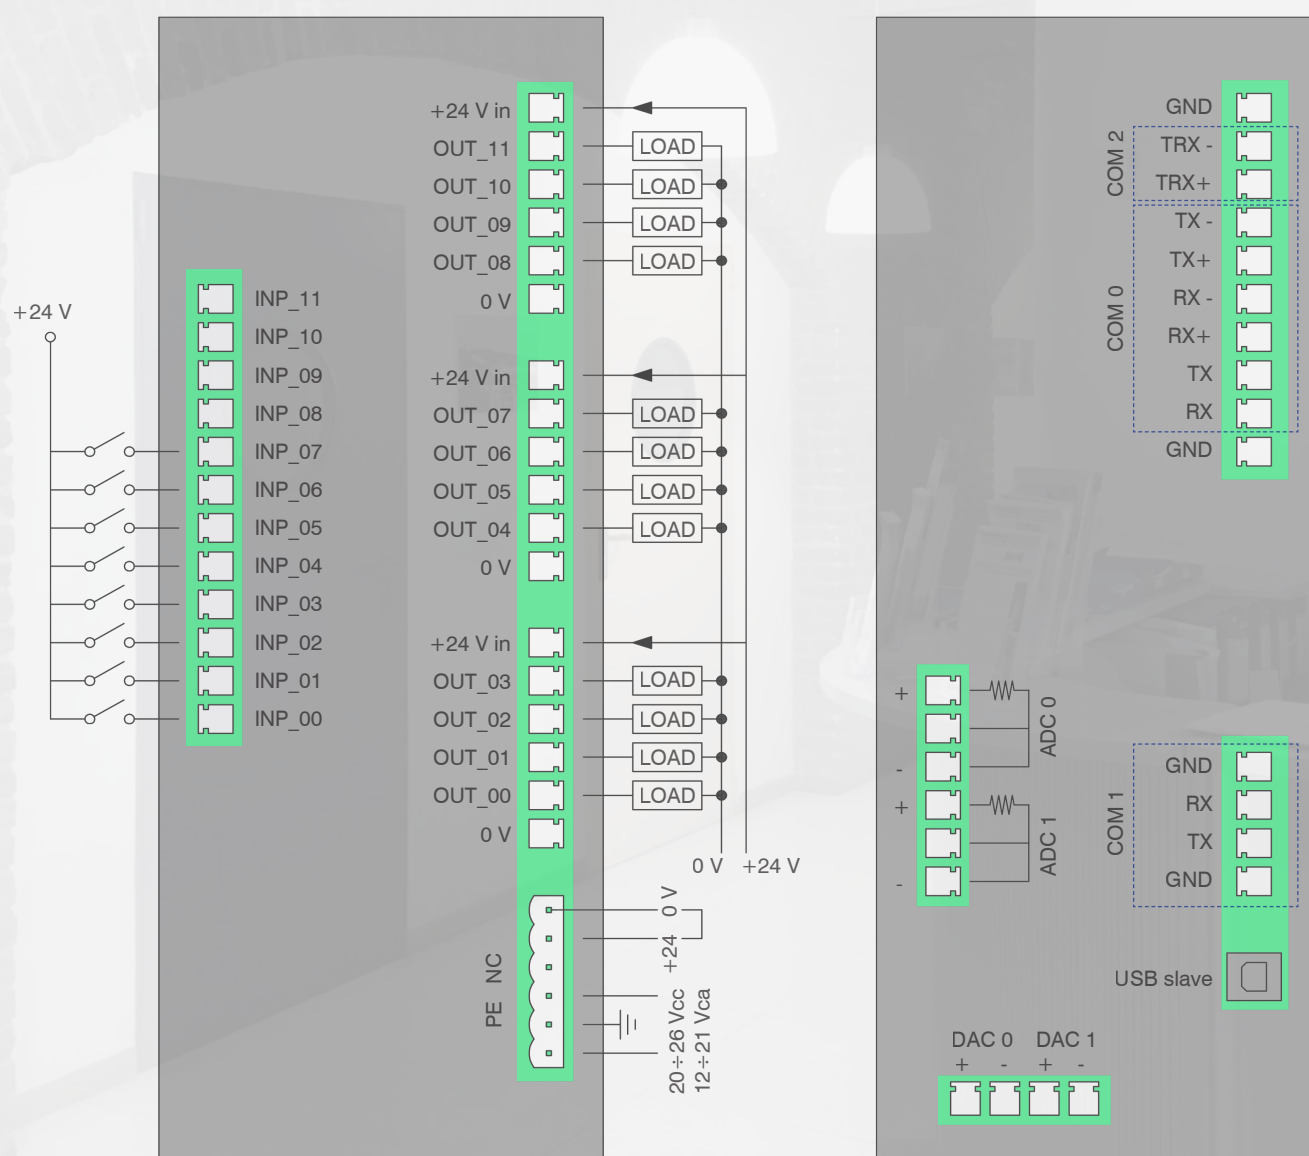 +24 V
INP_11
INP_10
INP_09
INP_08
INP_07
INP_06
INP_05
INP_04
INP_03
INP_02
INP_01
INP_00
+24 V in
OUT_11
OUT_10
OUT_09
OUT_08
0 V
+24 V in
OUT_07
OUT_06
OUT_05
OUT_04
0 V
+24 V in
OUT_03
OUT_02
OUT_01
OUT_00
0 V
LOAD
LOAD
LOAD
LOAD
LOAD
LOAD
LOAD
LOAD
LOAD
LOAD
LOAD
LOAD
0 V +24 V
0 V
+24
NC
PE
20÷26 Vcc
12÷21 Vca
GND
COM 2
TRX -
TRX+
COM 0
TX -
TX+
RX -
RX+
TX
RX
GND
+
-
ADC 0
+
-
ADC 1
COM 1
GND
RX
TX
GND
USB slave
DAC 0 DAC 1
+ - + -